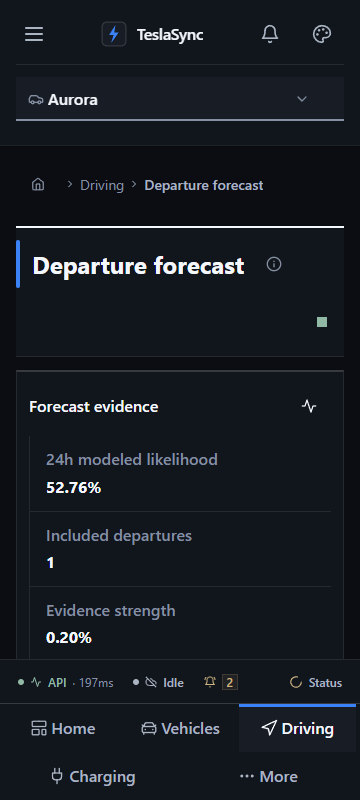 TeslaSync
Aurora
Driving
Departure forecast
Departure forecast
Forecast evidence
24h modeled likelihood
52.76%
Included departures
1
Evidence strength
0.20%
API · 197ms
Idle
2
Status
Home
Vehicles
Driving
Charging
More